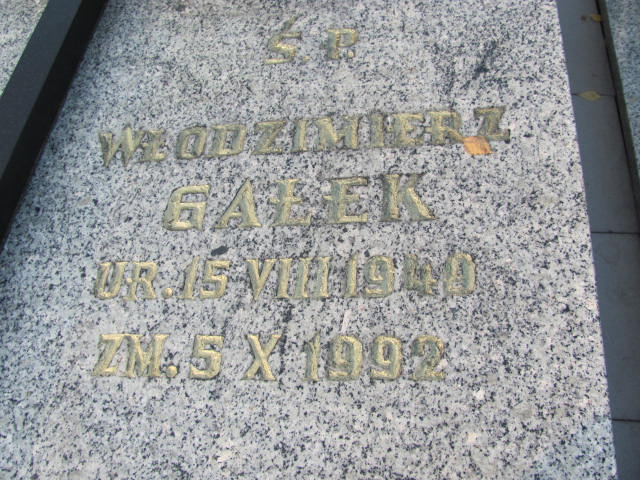 Ś.P.
WŁODZIMIERZ
GAŁEK
UR. 15 VIII 1940
ZM. 5 X 1992